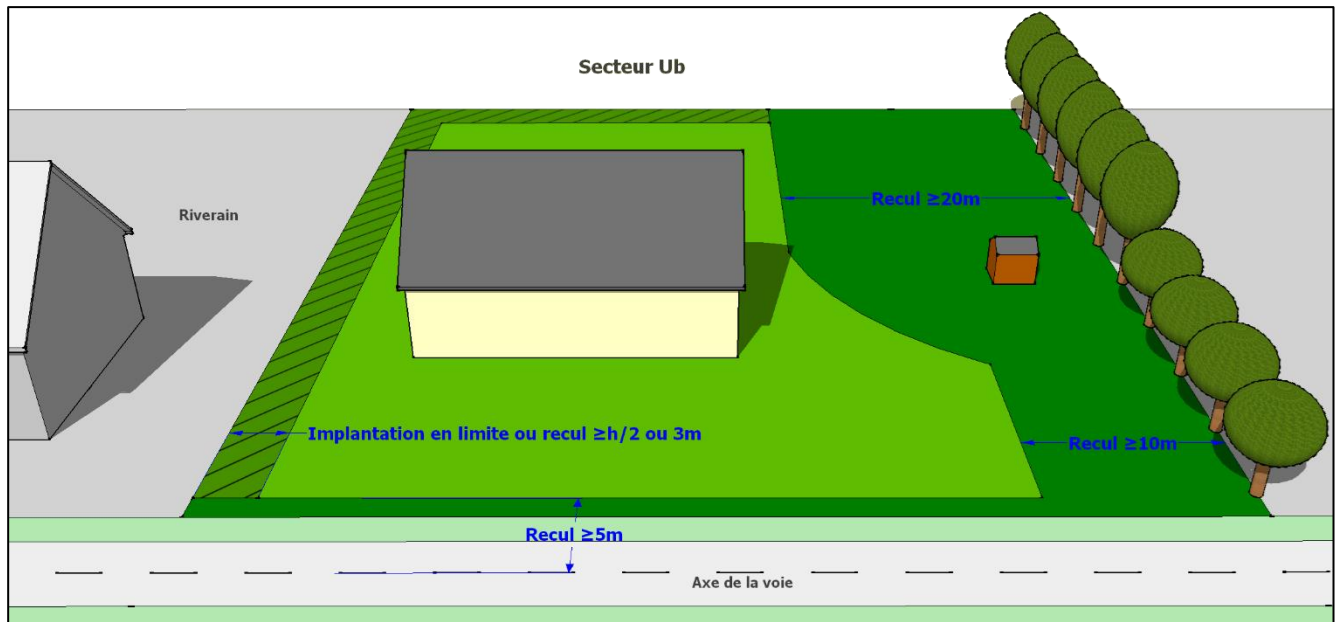 Secteur Ub
Recul ≥20m
Riverain
Implantation en limite ou recul ≥h/2 ou 3m
Recul ≥10m
Recul ≥5m
Axe de la voie